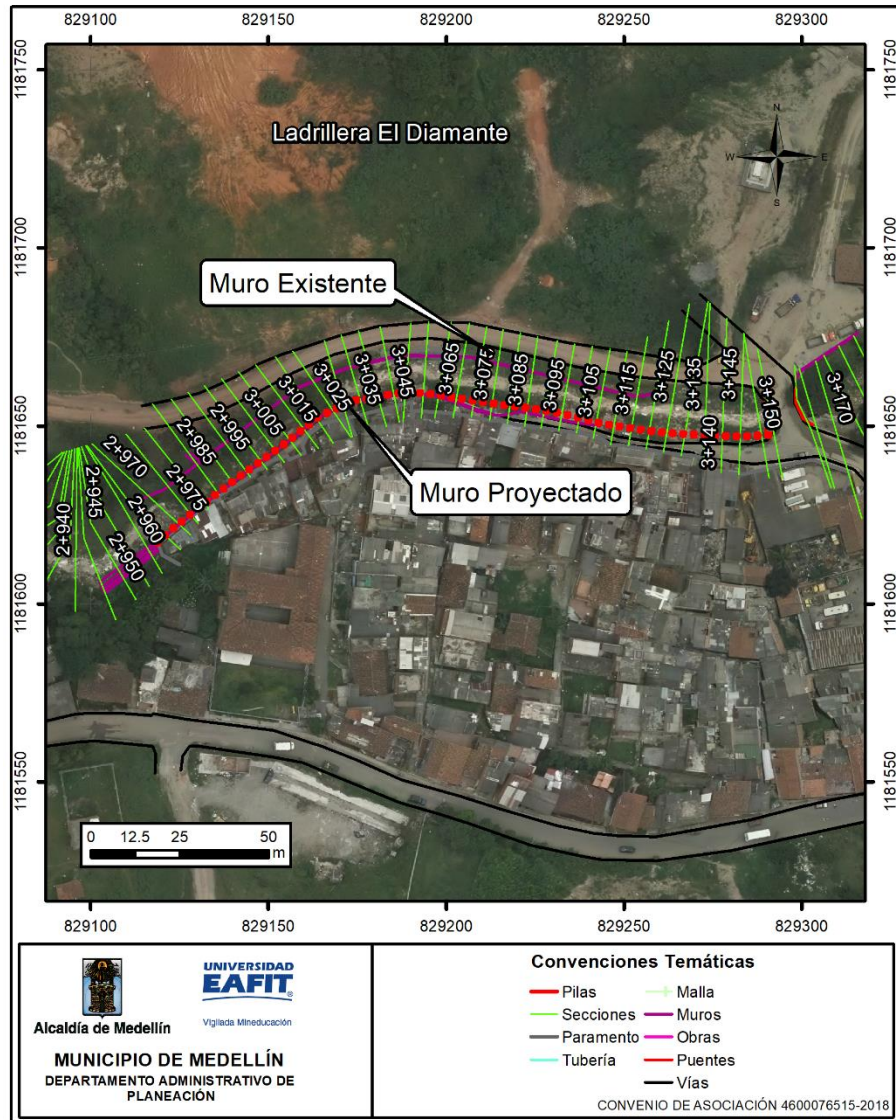 829100
829150
829200
829250
829300
1181750
1181750
Ladrillera El Diamante
N
W
E
S
1181700
1181700
Muro Existente
1181650
1181650
2+940
2+945
2+950
2+960
2+970
2+975
2+985
2+995
3+005
3+015
3+025
3+035
3+045
3+065
3+075
3+085
3+095
3+105
3+115
3+125
3+135
3+140
3+145
3+150
3+170
Muro Proyectado
1181600
1181600
1181550
1181550
0 12.5 25 50
m
829100
829150
829200
829250
829300
Alcaldía de Medellín
UNIVERSIDAD
EAFIT
Vigilada Mineducación
MUNICIPIO DE MEDELLÍN
DEPARTAMENTO ADMINISTRATIVO DE
PLANEACIÓN
Convenciones Temáticas
Pilas
Malla
Secciones
Muros
Paramento
Obras
Tubería
Puentes
Vías
CONVENIO DE ASOCIACIÓN 4600076515-2018